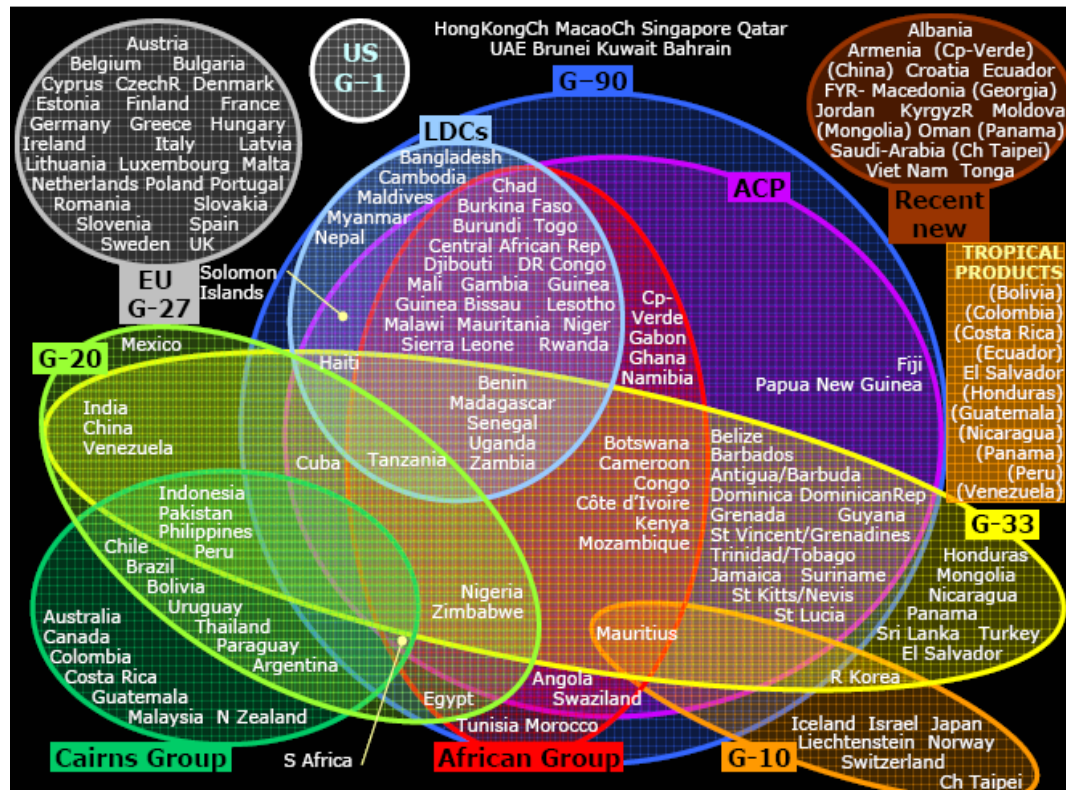 Austria
Belgium Bulgaria
Cyprus CzechR Denmark
Estonia Finland France
Germany Greece Hungary
Ireland Italy Latvia
Lithuania Luxembourg Malta
Netherlands Poland Portugal
Romania Slovakia
Slovenia Spain
Sweden UK
EU
G-27
US
G-1
HongKongCh MacaoCh Singapore Qatar
UAE Brunei Kuwait Bahrain
G-90
Albania
Armenia (Cp-Verde)
(China) Croatia Ecuador
FYR- Macedonia (Georgia)
Jordan KyrgyzR Moldova
(Mongolia) Oman (Panama)
Saudi-Arabia (Ch Taipei)
Viet Nam Tonga
Recent
new
LDCs
Bangladesh
Cambodia
Maldives
Myanmar
Nepal
Solomon
Islands
Chad
Burkina Faso
Burundi Togo
Central African Rep
Djibouti DR Congo
Mali Gambia Guinea
Guinea Bissau Lesotho
Malawi Mauritania Niger
Sierra Leone Rwanda
Haiti
Benin
Madagascar
Senegal
Uganda
Zambia
Tanzania
Cuba
ACP
Cp-
Verde
Gabon
Ghana
Namibia
Fiji
Papua New Guinea
TROPICAL
PRODUCTS
(Bolivia)
(Colombia)
(Costa Rica)
(Ecuador)
El Salvador
(Honduras)
(Guatemala)
(Nicaragua)
(Panama)
(Peru)
(Venezuela)
G-20
Mexico
India
China
Venezuela
Indonesia
Pakistan
Philippines
Peru
Chile
Brazil
Bolivia
Uruguay
Thailand
Paraguay
Argentina
Australia
Canada
Colombia
Costa Rica
Guatemala
Malaysia N Zealand
Cairns Group
S Africa
Botswana
Cameroon
Congo
Côte d'Ivoire
Kenya
Mozambique
Nigeria
Zimbabwe
Belize
Barbados
Antigua/Barbuda
Dominica DominicanRep
Grenada Guyana
St Vincent/Grenadines
Trinidad/Tobago
Jamaica Suriname
St Kitts/Nevis
St Lucia
Mauritius
G-33
Honduras
Mongolia
Nicaragua
Panama
Sri Lanka Turkey
El Salvador
R Korea
Egypt
Angola
Swaziland
Tunisia Morocco
African Group
G-10
Iceland Israel Japan
Liechtenstein Norway
Switzerland
Ch Taipei